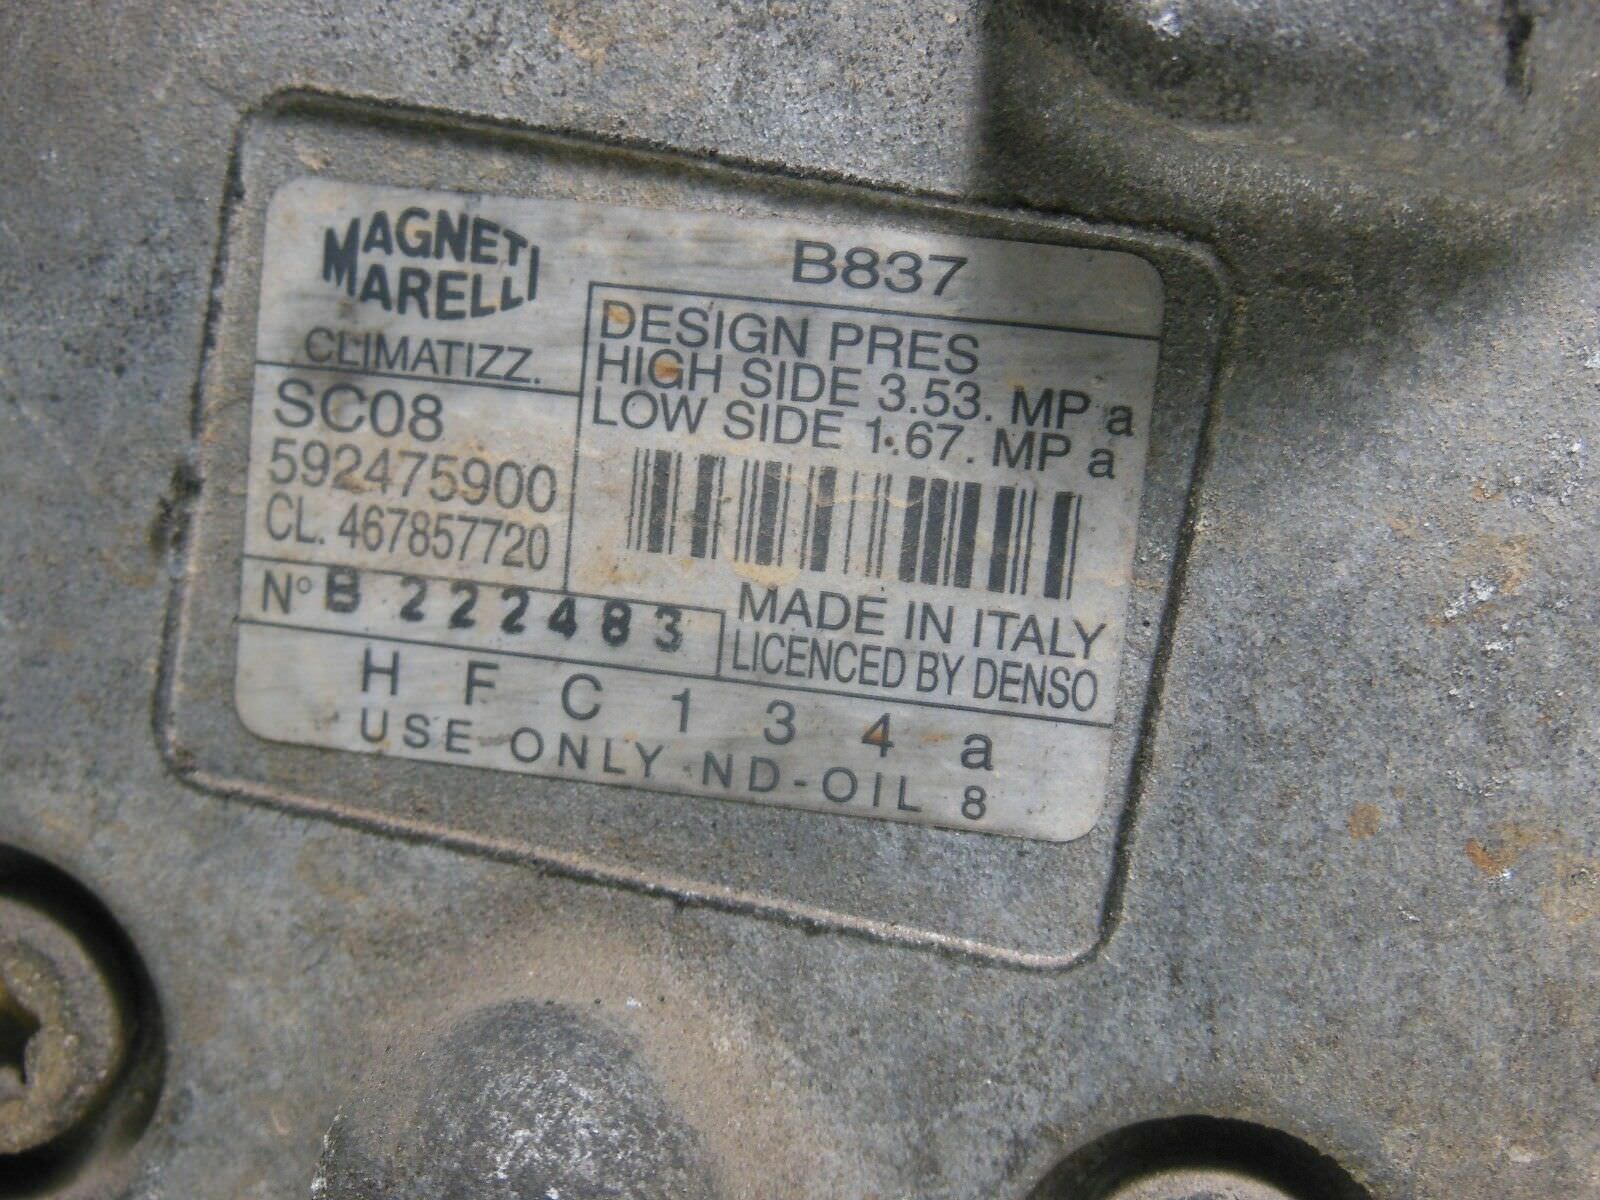 MAGNETI
MARELLI
CLIMATIZZ.
B837
DESIGN PRES
HIGH SIDE 3.53. MP a
LOW SIDE 1.67. MP a
SC08
592475900
CL. 467857720
N° B 222483
MADE IN ITALY
LICENCED BY DENSO
H F C 1 3 4 a
USE ONLY ND-OIL 8